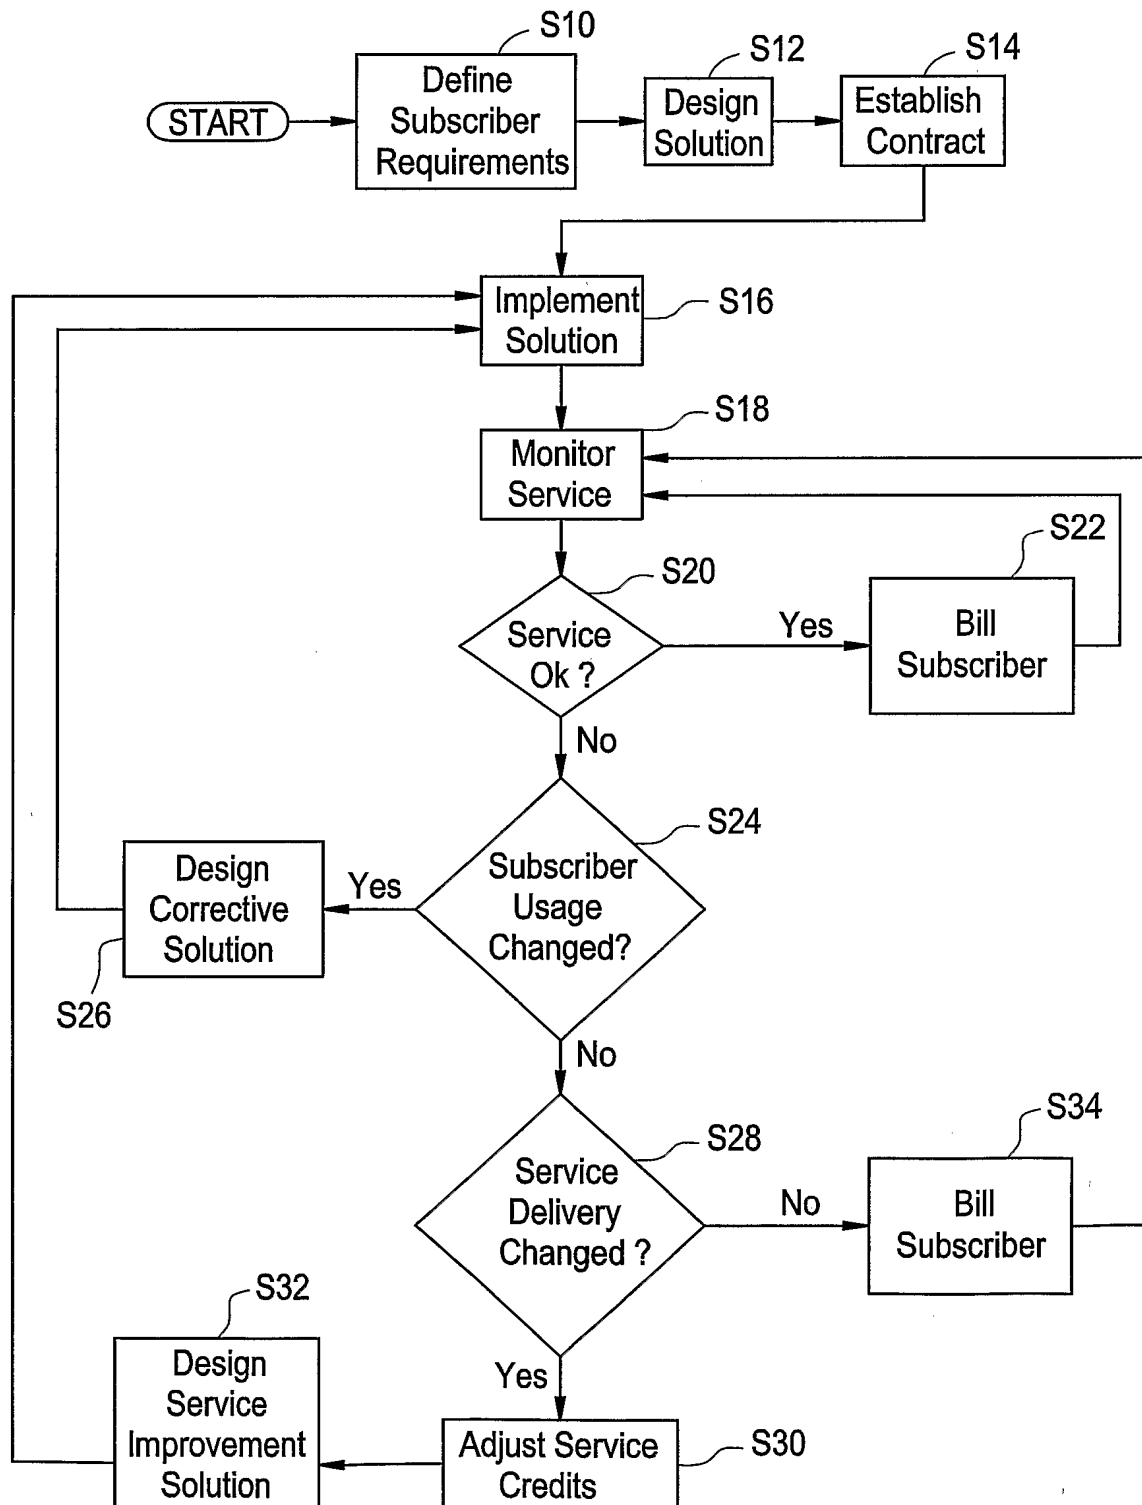 S10
S12
S14
START
Define
Subscriber
Requirements
Design
Solution
Establish
Contract
Implement
Solution
S16
S18
Monitor
Service
S20
S22
Service
Ok ?
Yes
Bill
Subscriber
No
S24
Subscriber
Usage
Changed?
Yes
Design
Corrective
Solution
S26
No
S28
S34
Service
Delivery
Changed ?
No
Bill
Subscriber
S32
Yes
Design
Service
Improvement
Solution
Adjust Service
Credits
S30